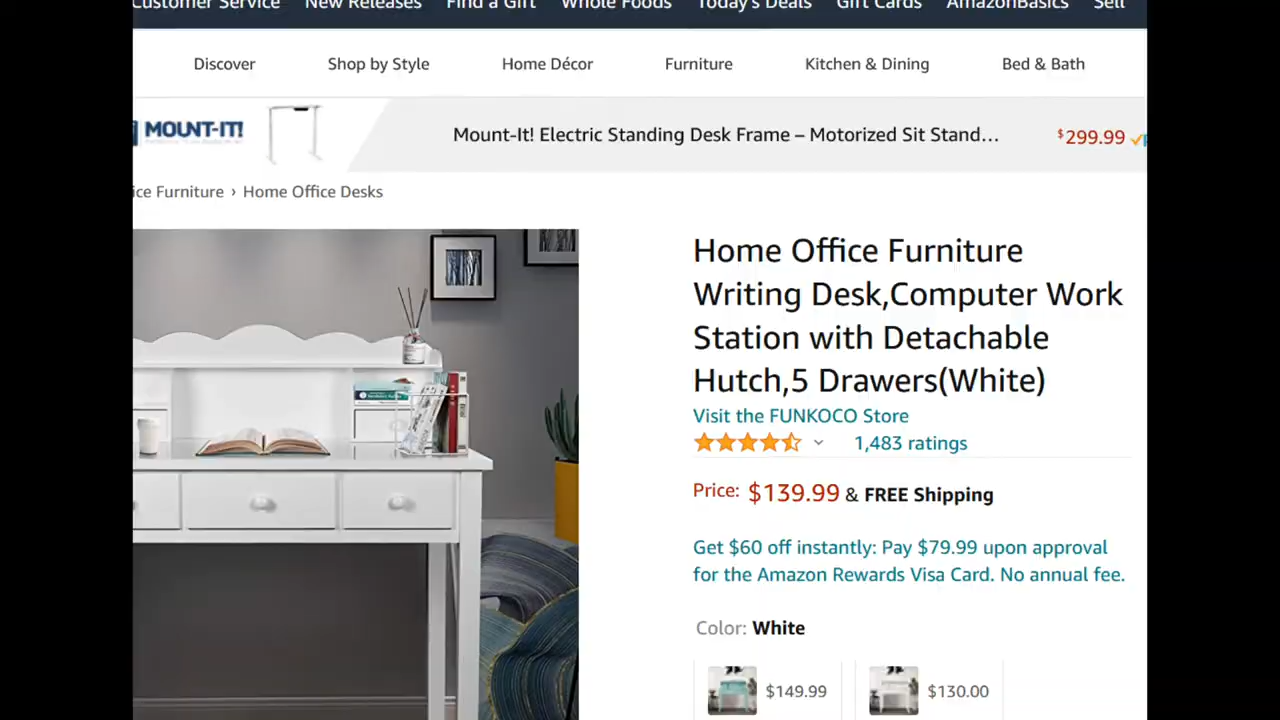 Customer Service New Releases Find a Gift Whole Foods Today's Deals Gift Cards AmazonBasics Sell
Discover Shop by Style Home Décor Furniture Kitchen & Dining Bed & Bath
MOUNT-IT!
Mount-It! Electric Standing Desk Frame – Motorized Sit Stand... $299.99
ice Furniture › Home Office Desks
Home Office Furniture
Writing Desk,Computer Work
Station with Detachable
Hutch,5 Drawers(White)
Visit the FUNKOCO Store
1,483 ratings
Price: $139.99 & FREE Shipping
Get $60 off instantly: Pay $79.99 upon approval
for the Amazon Rewards Visa Card. No annual fee.
Color: White
$149.99 $130.00